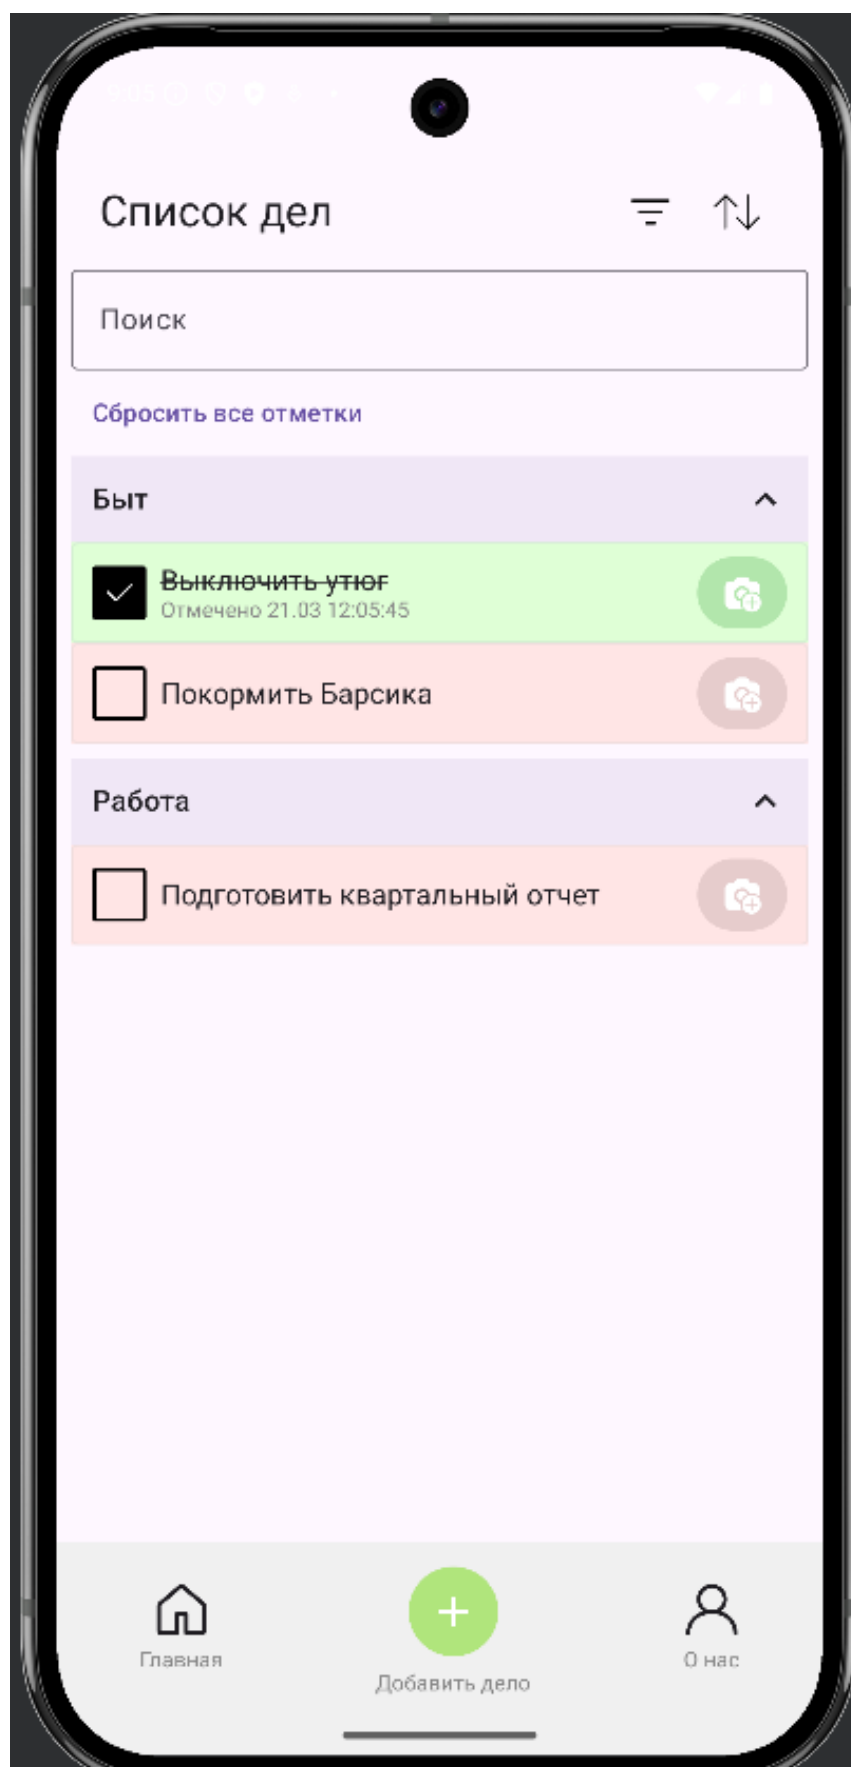 Список дел
Поиск
Сбросить все отметки
Быт
Выключить утюг
Отмечено 21.03 12:05:45
Покормить Барсика
Работа
Подготовить квартальный отчет
Главная
Добавить дело
О нас